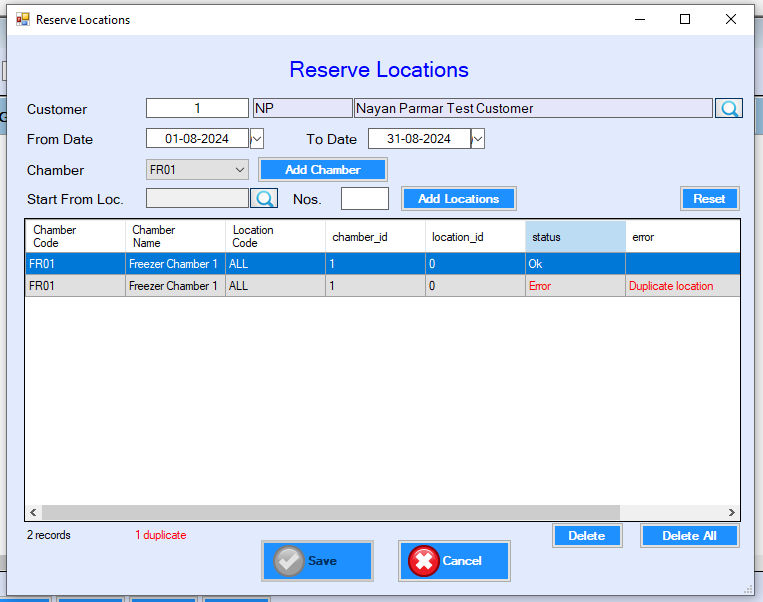 Reserve Locations
Reserve Locations
Customer 1 NP Nayan Parmar Test Customer
From Date 01-08-2024 To Date 31-08-2024
Chamber FR01 Add Chamber
Start From Loc. Nos. Add Locations Reset
Chamber Code Chamber Name Location Code chamber_id location_id status error
FR01 Freezer Chamber 1 ALL 1 0 Ok
FR01 Freezer Chamber 1 ALL 1 0 Error Duplicate location
2 records 1 duplicate Delete Delete All
Save Cancel